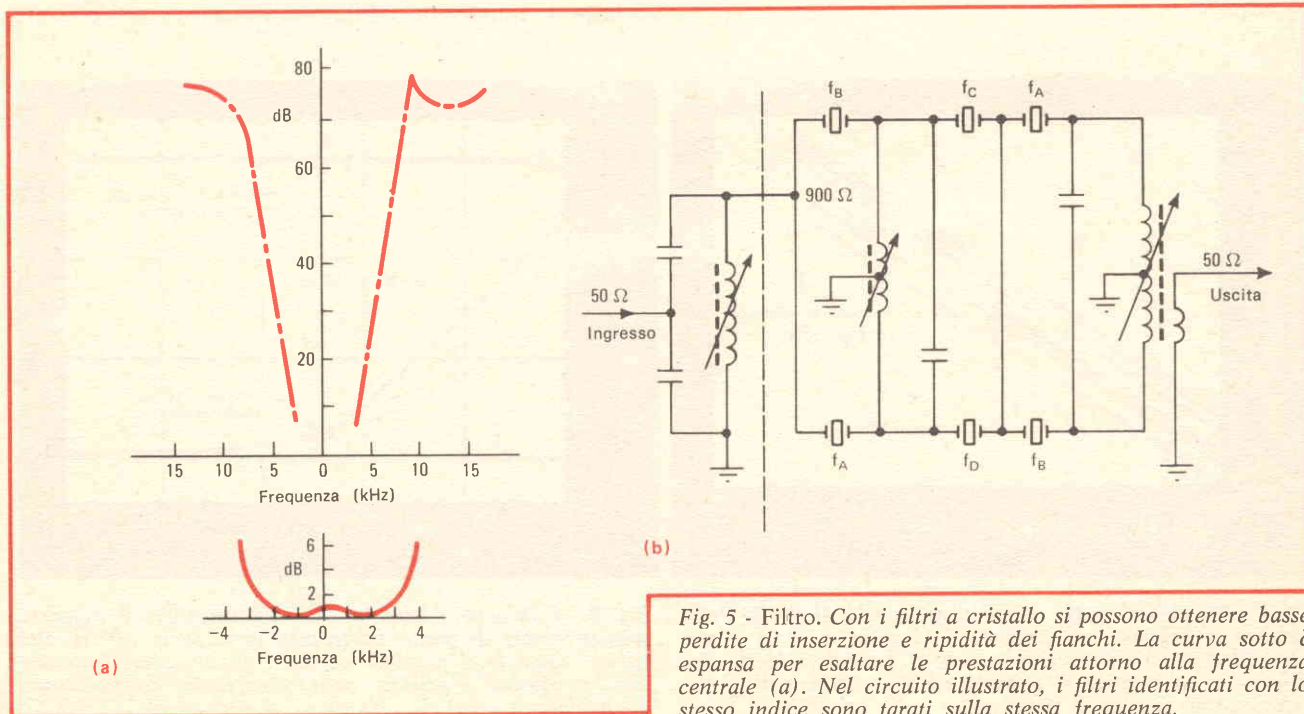 80
dB
60
40
20
15 10 5 0 5 10 15
Frequenza (kHz)
6
dB
2
−4 −2 0 2 4
Frequenza (kHz)
(a)
f_B f_C f_A
900 Ω
50 Ω
Ingresso
50 Ω
Uscita
f_A f_D f_B
(b)
Fig. 5 - Filtro. Con i filtri a cristallo si possono ottenere basse
perdite di inserzione e ripidità dei fianchi. La curva sotto è
espansa per esaltare le prestazioni attorno alla frequenza
centrale (a). Nel circuito illustrato, i filtri identificati con lo
stesso indice sono tarati sulla stessa frequenza.